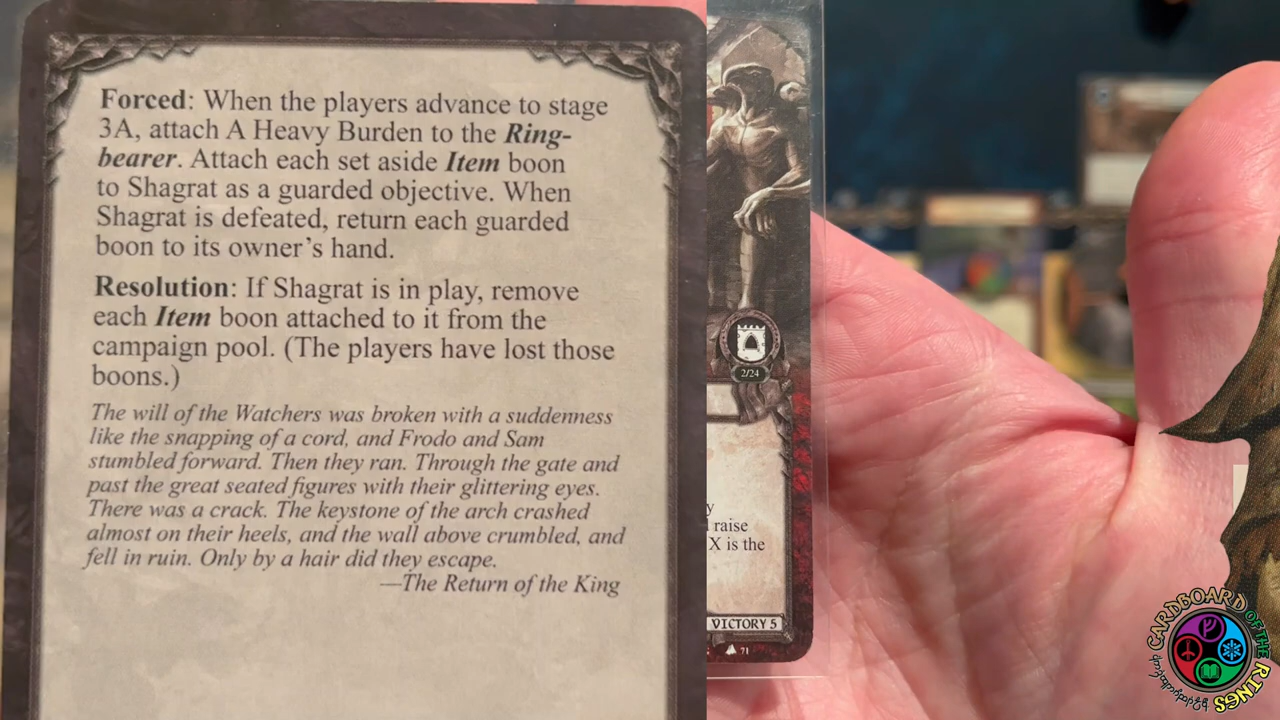 Forced: When the players advance to stage
3A, attach A Heavy Burden to the Ring-
bearer. Attach each set aside Item boon
to Shagrat as a guarded objective. When
Shagrat is defeated, return each guarded
boon to its owner's hand.
Resolution: If Shagrat is in play, remove
each Item boon attached to it from the
campaign pool. (The players have lost those
boons.)
The will of the Watchers was broken with a suddenness
like the snapping of a cord, and Frodo and Sam
stumbled forward. Then they ran. Through the gate and
past the great seated figures with their glittering eyes.
There was a crack. The keystone of the arch crashed
almost on their heels, and the wall above crumbled, and
fell in ruin. Only by a hair did they escape.
—The Return of the King
2/24
raise
X is the
VICTORY 5
71
CARDBOARD OF THE RINGS